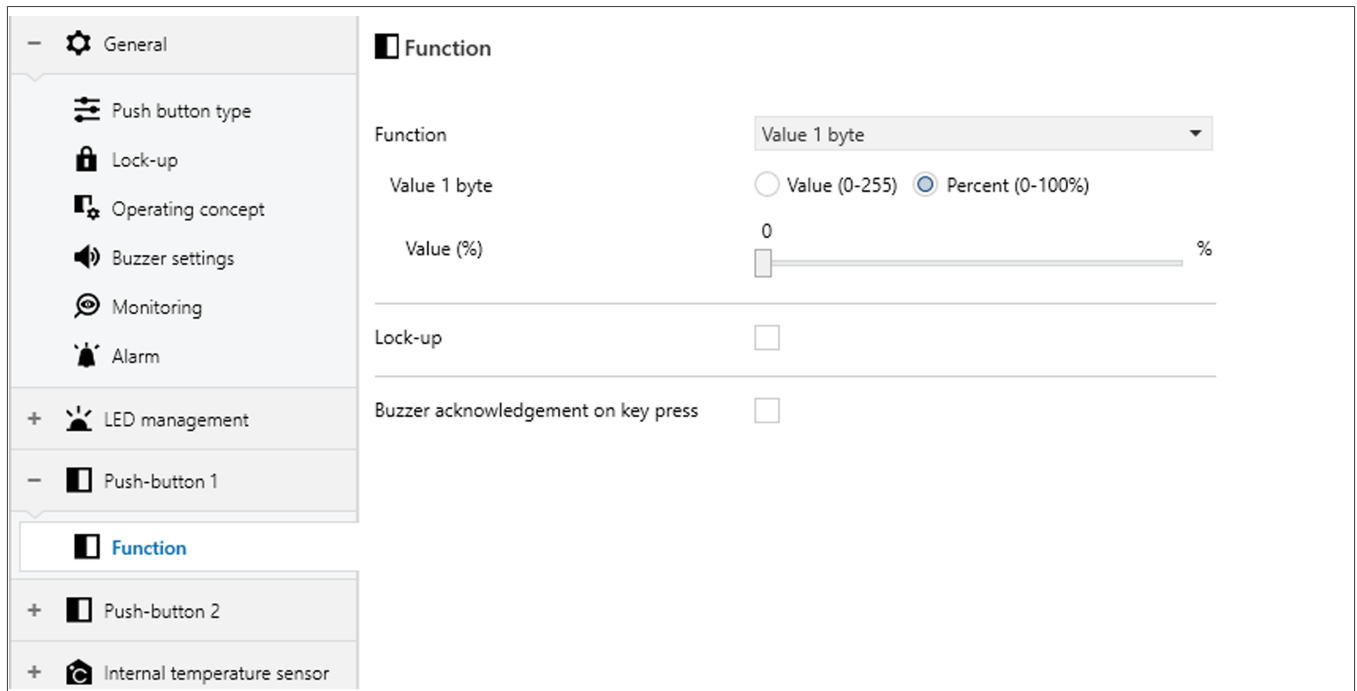 General
Push button type
Lock-up
Operating concept
Buzzer settings
Monitoring
Alarm
LED management
Push-button 1
Function
Push-button 2
Internal temperature sensor
Function
Function Value 1 byte
Value 1 byte Value (0-255) Percent (0-100%)
0
Value (%) %
Lock-up
Buzzer acknowledgement on key press